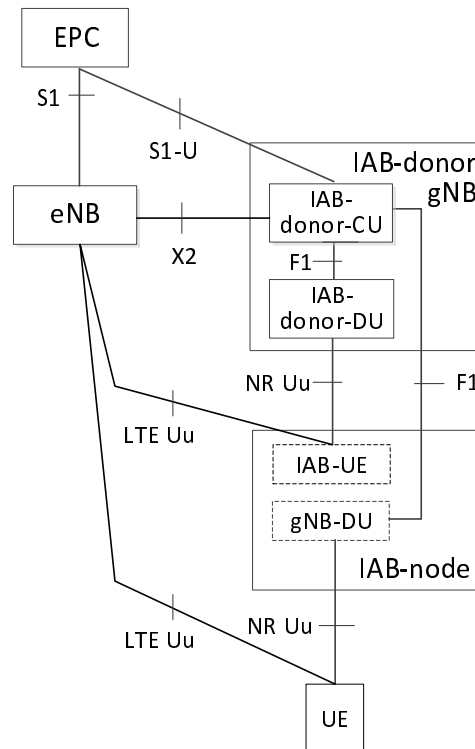 EPC
S1
S1-U
IAB-donor
gNB
IAB-
donor-CU
eNB
X2
F1
IAB-
donor-DU
NR Uu
F1
LTE Uu
IAB-UE
gNB-DU
IAB-node
NR Uu
LTE Uu
UE